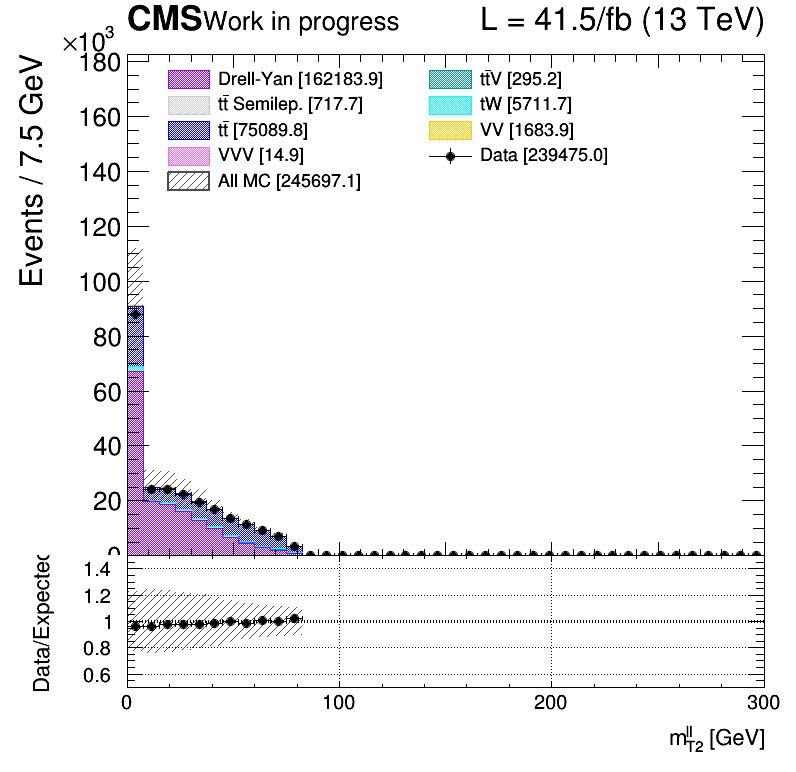 CMS Work in progress L = 41.5/fb (13 TeV)
×10³
Events / 7.5 GeV
180
160
140
120
100
80
60
40
20
0
Drell-Yan [162183.9]
tt̄ Semilep. [717.7]
tt̄ [75089.8]
VVV [14.9]
All MC [245697.1]
tt̄V [295.2]
tW [5711.7]
VV [1683.9]
Data [239475.0]
Data/Expected
1.4
1.2
1
0.8
0.6
0 100 200 300
m^{ll}_{T2} [GeV]